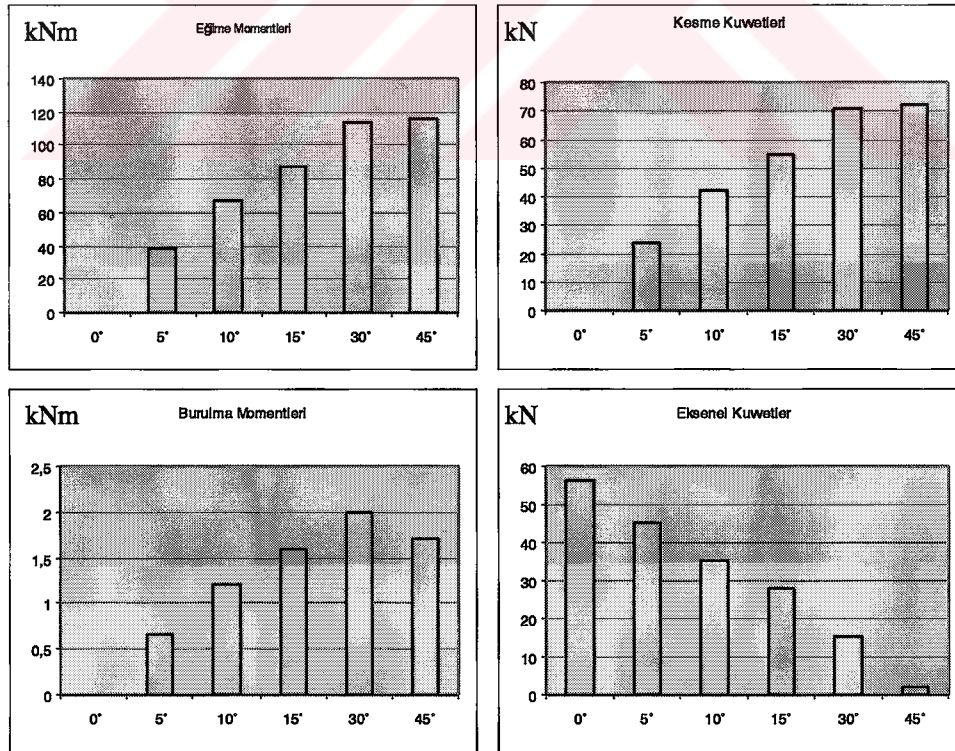 kNm
Eğilme Momentleri
140
120
100
80
60
40
20
0
0° 5° 10° 15° 30° 45°
kN
Kesme Kuvvetleri
80
70
60
50
40
30
20
10
0
0° 5° 10° 15° 30° 45°
kNm
Burulma Momentleri
2,5
2
1,5
1
0,5
0
0° 5° 10° 15° 30° 45°
kN
Eksenel Kuvvetler
60
50
40
30
20
10
0
0° 5° 10° 15° 30° 45°